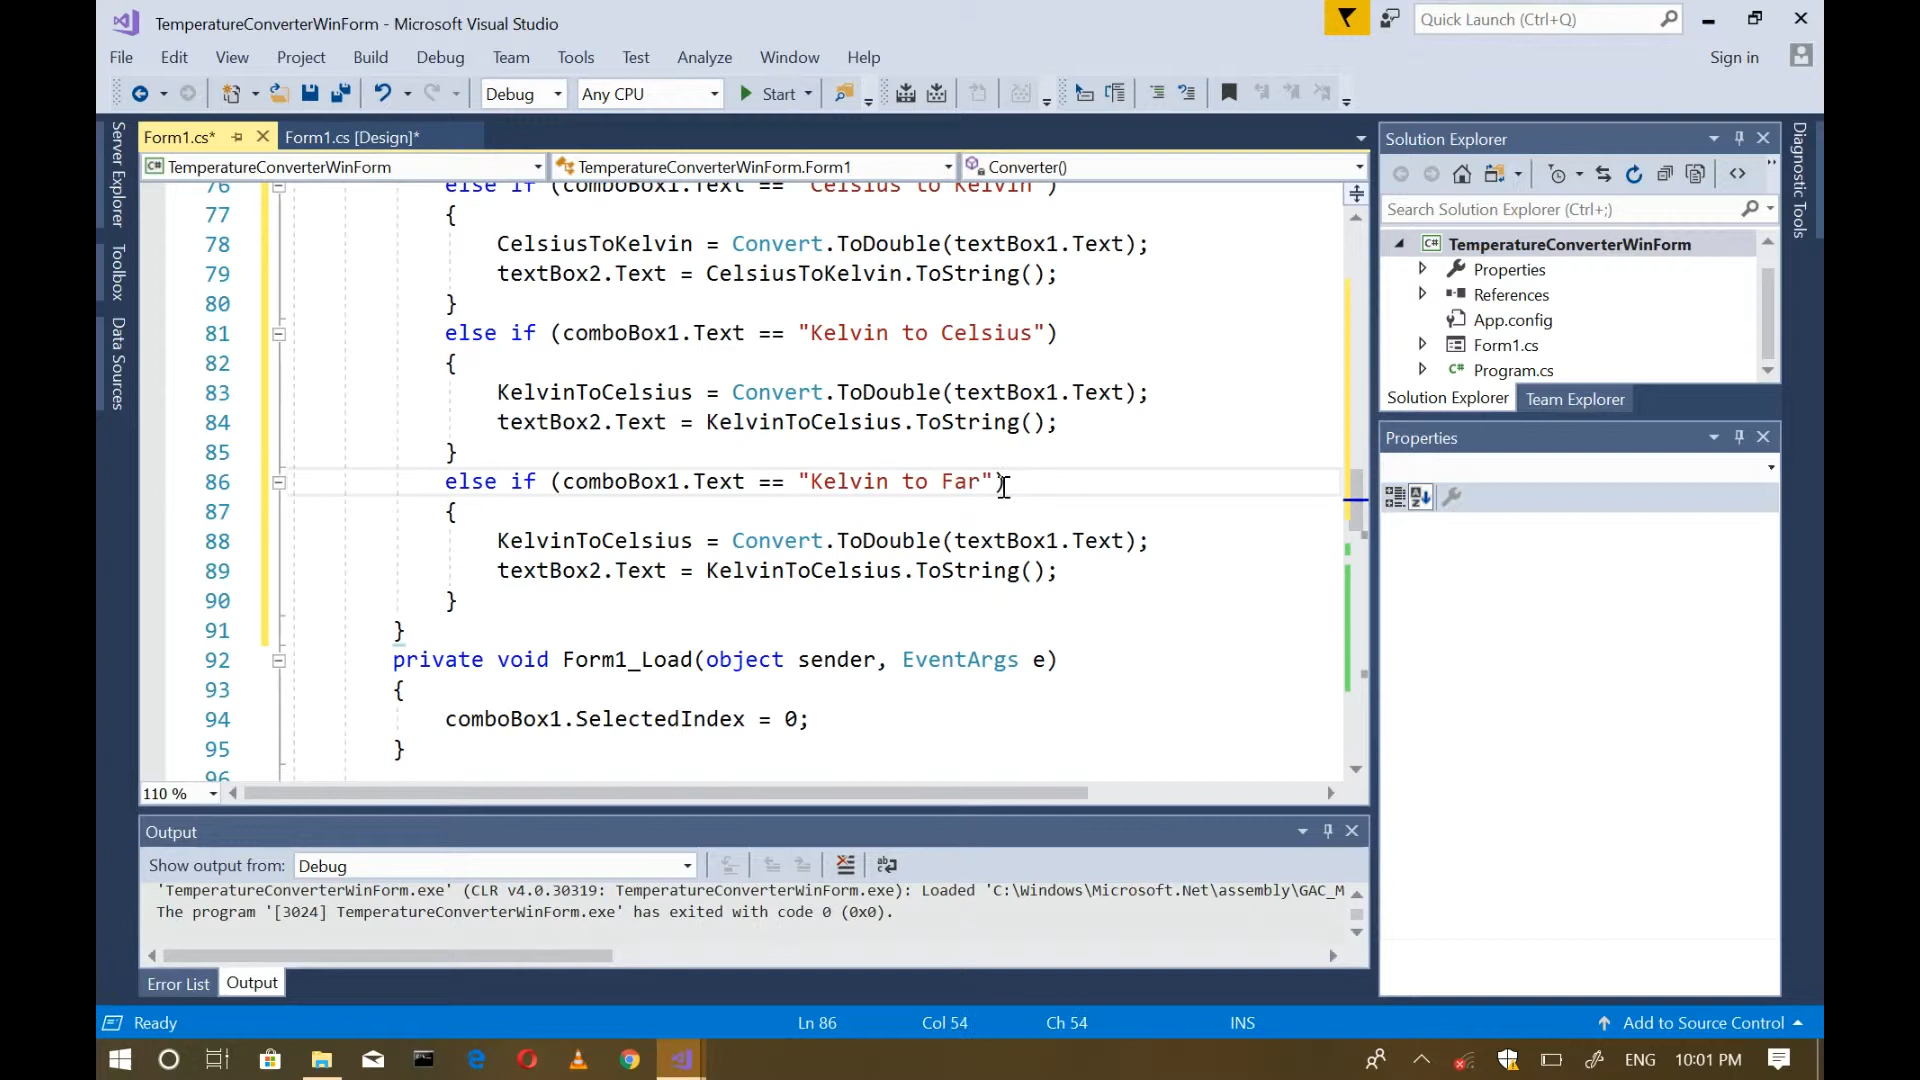 TemperatureConverterWinForm - Microsoft Visual Studio
Quick Launch (Ctrl+Q)
File Edit View Project Build Debug Team Tools Test Analyze Window Help
Sign in
Debug Any CPU Start
Form1.cs* Form1.cs [Design]*
TemperatureConverterWinForm TemperatureConverterWinForm.Form1 Converter()
Server Explorer
Toolbox
Data Sources
76 else if (comboBox1.Text == "Celsius to Kelvin")
77 {
78 CelsiusToKelvin = Convert.ToDouble(textBox1.Text);
79 textBox2.Text = CelsiusToKelvin.ToString();
80 }
81 else if (comboBox1.Text == "Kelvin to Celsius")
82 {
83 KelvinToCelsius = Convert.ToDouble(textBox1.Text);
84 textBox2.Text = KelvinToCelsius.ToString();
85 }
86 else if (comboBox1.Text == "Kelvin to Far")
87 {
88 KelvinToCelsius = Convert.ToDouble(textBox1.Text);
89 textBox2.Text = KelvinToCelsius.ToString();
90 }
91 }
92 private void Form1_Load(object sender, EventArgs e)
93 {
94 comboBox1.SelectedIndex = 0;
95 }
96
110 %
Output
Show output from: Debug
'TemperatureConverterWinForm.exe' (CLR v4.0.30319: TemperatureConverterWinForm.exe): Loaded 'C:\Windows\Microsoft.Net\assembly\GAC_M
The program '[3024] TemperatureConverterWinForm.exe' has exited with code 0 (0x0).
Error List Output
Solution Explorer
Search Solution Explorer (Ctrl+;)
C# TemperatureConverterWinForm
Properties
References
App.config
Form1.cs
C# Program.cs
Solution Explorer Team Explorer
Properties
Diagnostic Tools
Ready Ln 86 Col 54 Ch 54 INS Add to Source Control
ENG 10:01 PM